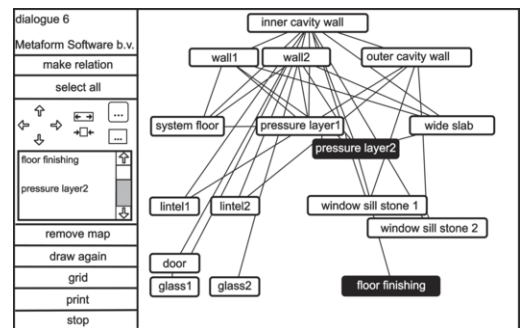 dialogue 6
Metaform Software b.v.
make relation
select all
...
...
floor finishing
pressure layer2
remove map
draw again
grid
print
stop
inner cavity wall
wall1
wall2
outer cavity wall
system floor
pressure layer1
wide slab
pressure layer2
lintel1
lintel2
window sill stone 1
window sill stone 2
door
glass1
glass2
floor finishing